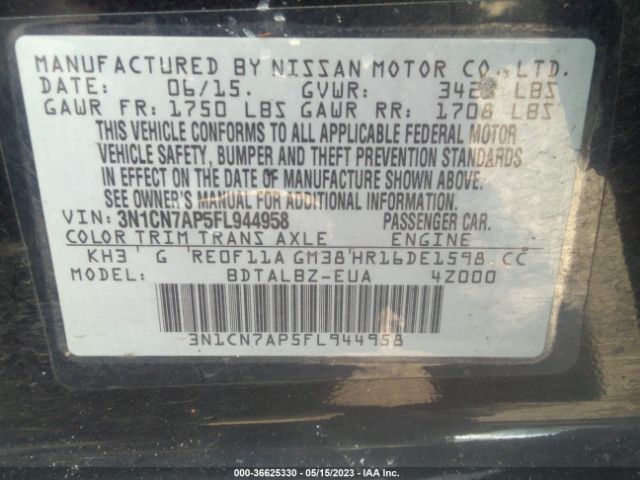 MANUFACTURED BY NISSAN MOTOR CO., LTD.
DATE: 06/15. GVWR: LBS
GAWR FR: 1750 LBS GAWR RR: 1708 LBS
THIS VEHICLE CONFORMS TO ALL APPLICABLE FEDERAL MOTOR
VEHICLE SAFETY, BUMPER AND THEFT PREVENTION STANDARDS
IN EFFECT ON THE DATE OF MANUFACTURE SHOWN ABOVE.
SEE OWNER'S MANUAL FOR ADDITIONAL INFORMATION.
VIN: 3N1CN7AP5FL944958 PASSENGER CAR.
COLOR TRIM TRANS AXLE ENGINE
KH3 G RE0F11A GM38 HR16DE1598 CC
MODEL: BDTALBZ-EUA 4Z000
3N1CN7AP5FL944958
000-36625330 - 05/15/2023 - IAA Inc.